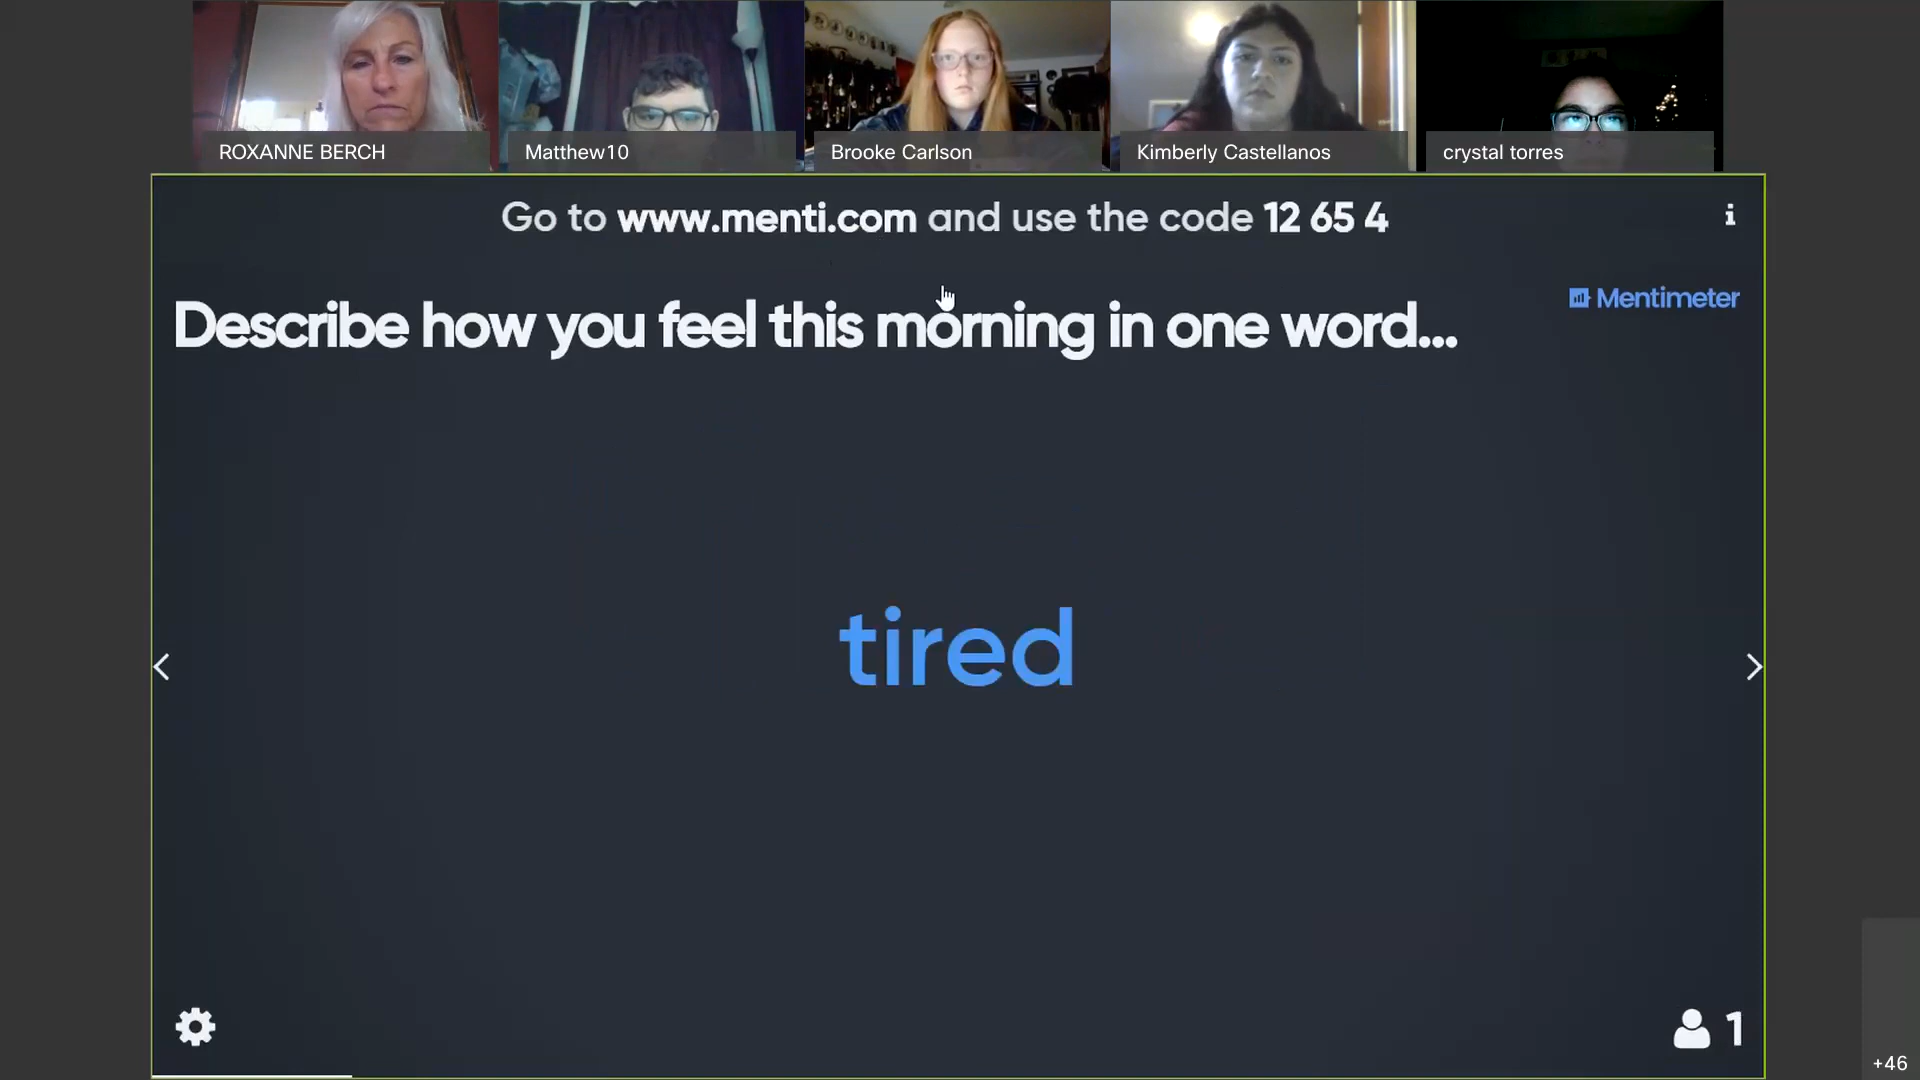 ROXANNE BERCH
Matthew10
Brooke Carlson
Kimberly Castellanos
crystal torres
Go to www.menti.com and use the code 12 65 4
i
Mentimeter
Describe how you feel this morning in one word...
tired
1
+46